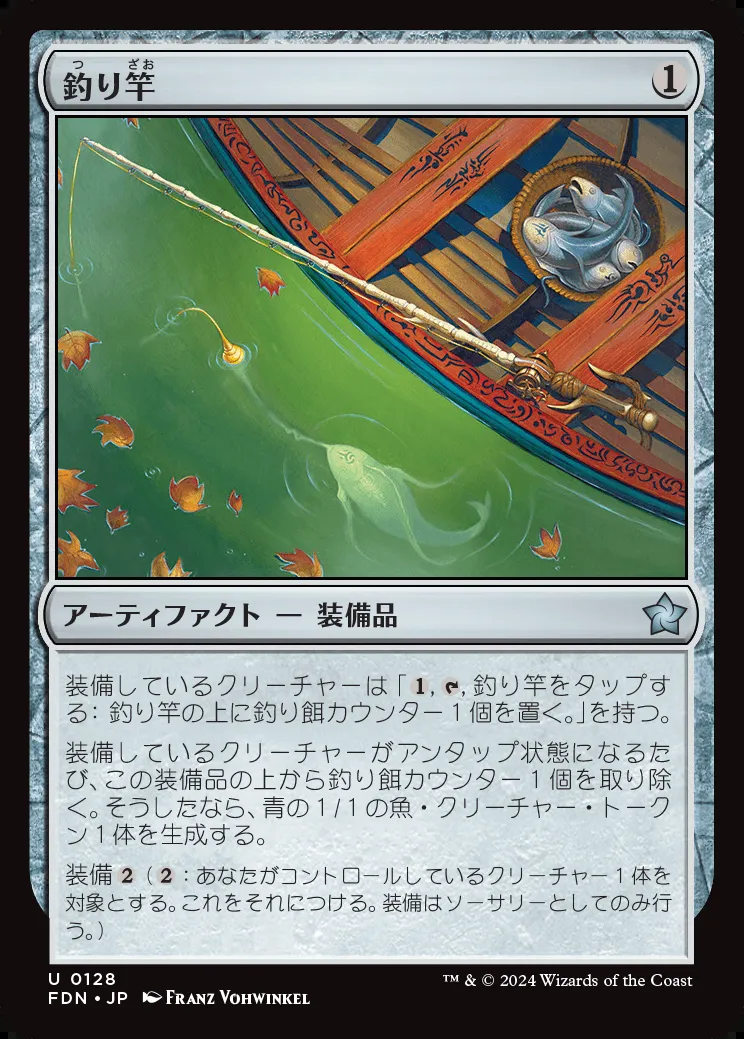 釣り竿
1
アーティファクト ― 装備品
装備しているクリーチャーは「1, , 釣り竿をタップす
る：釣り竿の上に釣り餌カウンター１個を置く。」を持つ。
装備しているクリーチャーがアンタップ状態になるた
び、この装備品の上から釣り餌カウンター１個を取り除
く。そうしたなら、青の１/１の魚・クリーチャー・トーク
ン１体を生成する。
装備 2（2：あなたがコントロールしているクリーチャー１体を
対象とする。これをそれにつける。装備はソーサリーとしてのみ行
う。）
U 0128
FDN • JP Franz Vohwinkel
™ & © 2024 Wizards of the Coast